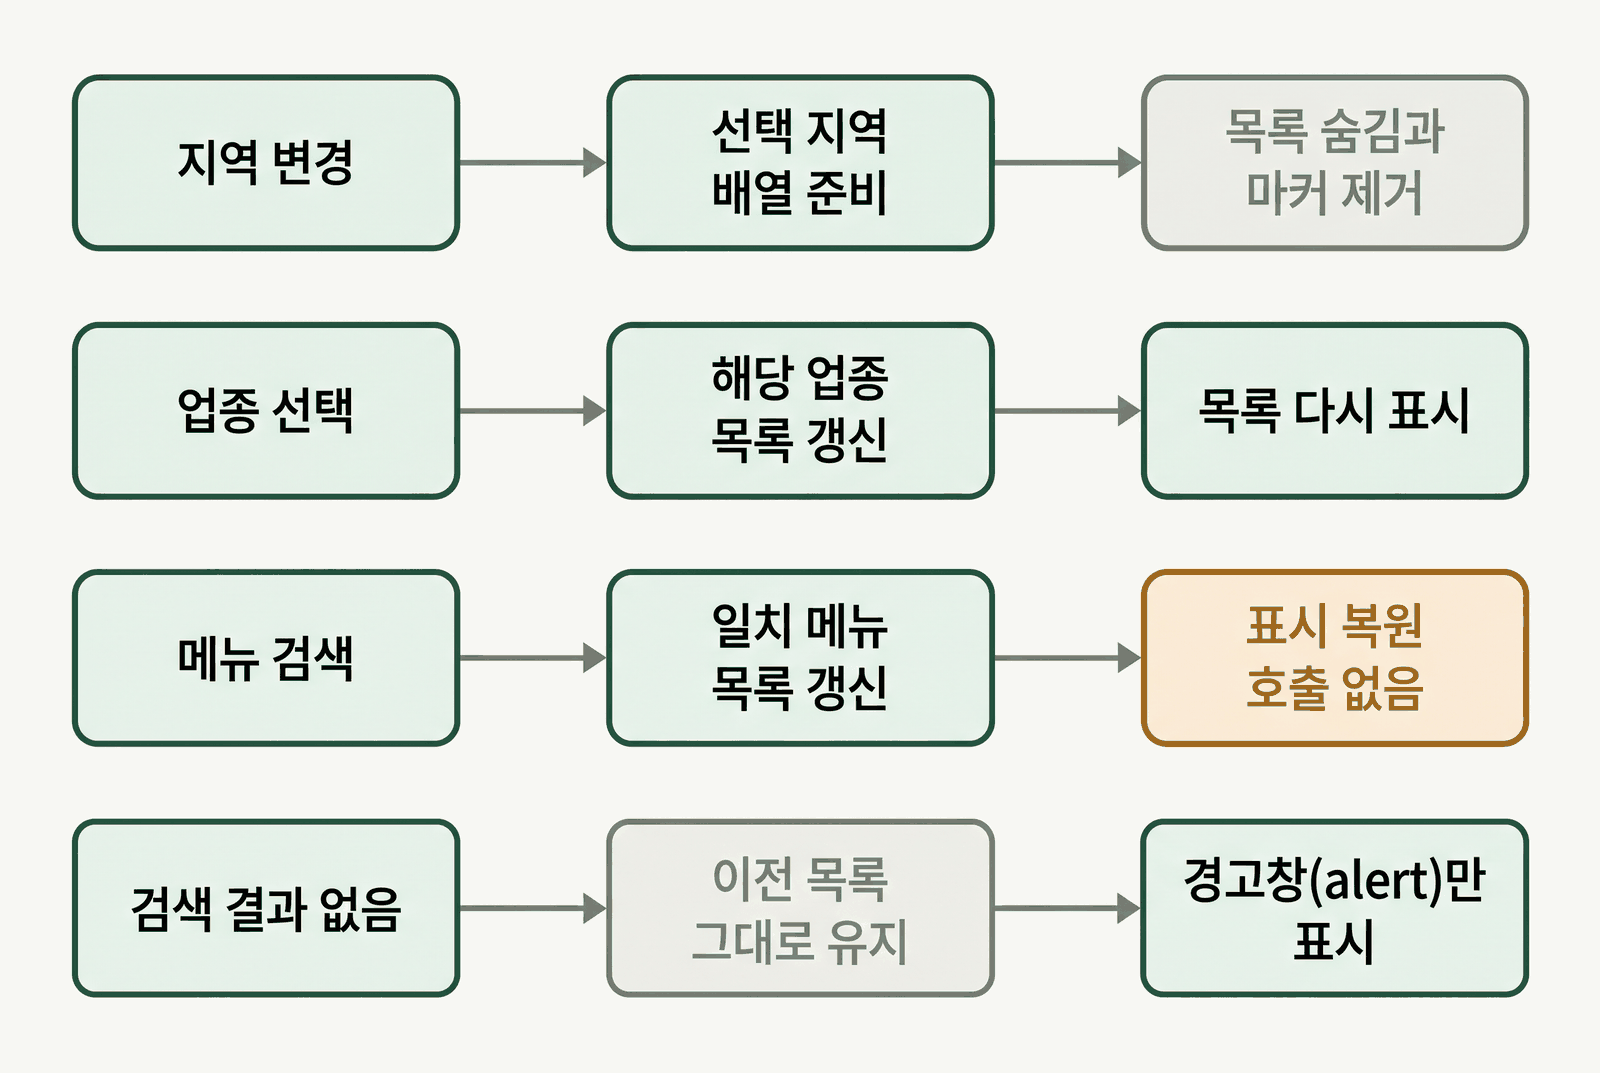 지역 변경
선택 지역
배열 준비
목록 숨김과
마커 제거
업종 선택
해당 업종
목록 갱신
목록 다시 표시
메뉴 검색
일치 메뉴
목록 갱신
표시 복원
호출 없음
검색 결과 없음
이전 목록
그대로 유지
경고창(alert)만
표시